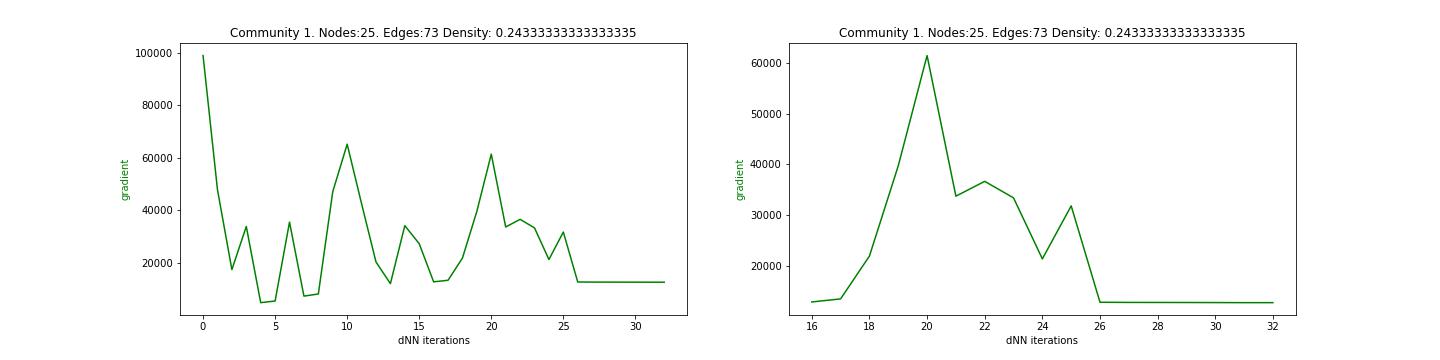 Community 1. Nodes:25. Edges:73 Density: 0.24333333333333335
100000
80000
60000
40000
20000
gradient
0 5 10 15 20 25 30
dNN iterations
Community 1. Nodes:25. Edges:73 Density: 0.24333333333333335
60000
50000
40000
30000
20000
gradient
16 18 20 22 24 26 28 30 32
dNN iterations